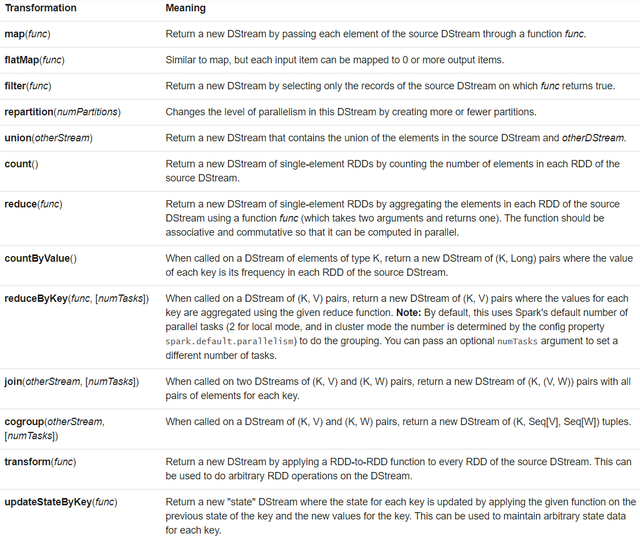 Transformation Meaning
map(func) Return a new DStream by passing each element of the source DStream through a function func.
flatMap(func) Similar to map, but each input item can be mapped to 0 or more output items.
filter(func) Return a new DStream by selecting only the records of the source DStream on which func returns true.
repartition(numPartitions) Changes the level of parallelism in this DStream by creating more or fewer partitions.
union(otherStream) Return a new DStream that contains the union of the elements in the source DStream and otherDStream.
count() Return a new DStream of single-element RDDs by counting the number of elements in each RDD of the
source DStream.
reduce(func) Return a new DStream of single-element RDDs by aggregating the elements in each RDD of the source
DStream using a function func (which takes two arguments and returns one). The function should be
associative and commutative so that it can be computed in parallel.
countByValue() When called on a DStream of elements of type K, return a new DStream of (K, Long) pairs where the
value of each key is its frequency in each RDD of the source DStream.
reduceByKey(func, [numTasks]) When called on a DStream of (K, V) pairs, return a new DStream of (K, V) pairs where the values for each
key are aggregated using the given reduce function. Note: By default, this uses Spark's default number of
parallel tasks (2 for local mode, and in cluster mode the number is determined by the config property
spark.default.parallelism) to do the grouping. You can pass an optional numTasks argument to set a
different number of tasks.
join(otherStream, [numTasks]) When called on two DStreams of (K, V) and (K, W) pairs, return a new DStream of (K, (V, W)) pairs with all
pairs of elements for each key.
cogroup(otherStream, When called on a DStream of (K, V) and (K, W) pairs, return a new DStream of (K, Seq[V], Seq[W]) tuples.
[numTasks])
transform(func) Return a new DStream by applying a RDD-to-RDD function to every RDD of the source DStream. This can
be used to do arbitrary RDD operations on the DStream.
updateStateByKey(func) Return a new "state" DStream where the state for each key is updated by applying the given function on the
previous state of the key and the new values for the key. This can be used to maintain arbitrary state data
for each key.